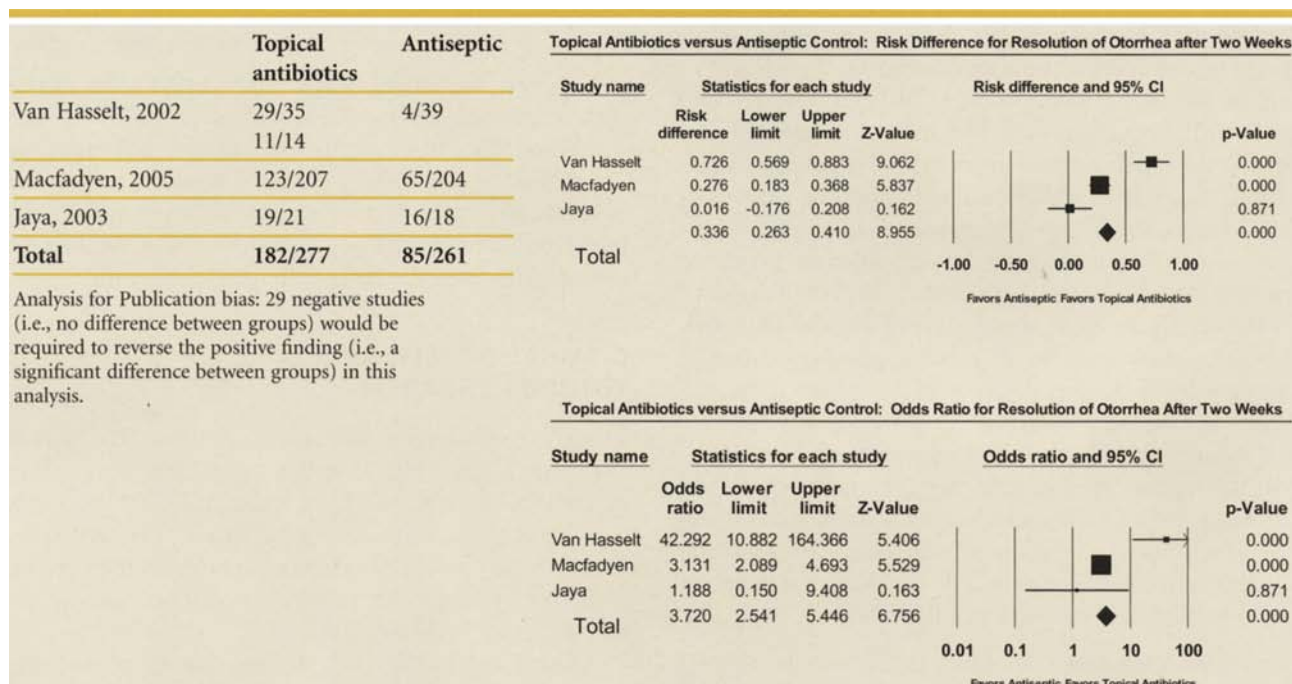 Topical Antiseptic
antibiotics
Van Hasselt, 2002 29/35 4/39
11/14
Macfadyen, 2005 123/207 65/204
Jaya, 2003 19/21 16/18
Total 182/277 85/261
Analysis for Publication bias: 29 negative studies
(i.e., no difference between groups) would be
required to reverse the positive finding (i.e., a
significant difference between groups) in this
analysis.
Topical Antibiotics versus Antiseptic Control: Risk Difference for Resolution of Otorrhea after Two Weeks
Study name Statistics for each study Risk difference and 95% CI
Risk Lower Upper
difference limit limit Z-Value p-Value
Van Hasselt 0.726 0.569 0.883 9.062 0.000
Macfadyen 0.276 0.183 0.368 5.837 0.000
Jaya 0.016 -0.176 0.208 0.162 0.871
0.336 0.263 0.410 8.955 0.000
Total
-1.00 -0.50 0.00 0.50 1.00
Favors Antiseptic Favors Topical Antibiotics
Topical Antibiotics versus Antiseptic Control: Odds Ratio for Resolution of Otorrhea After Two Weeks
Study name Statistics for each study Odds ratio and 95% CI
Odds Lower Upper
ratio limit limit Z-Value p-Value
Van Hasselt 42.292 10.882 164.366 5.406 0.000
Macfadyen 3.131 2.089 4.693 5.529 0.000
Jaya 1.188 0.150 9.408 0.163 0.871
3.720 2.541 5.446 6.756 0.000
Total
0.01 0.1 1 10 100
Favors Antiseptic Favors Topical Antibiotics